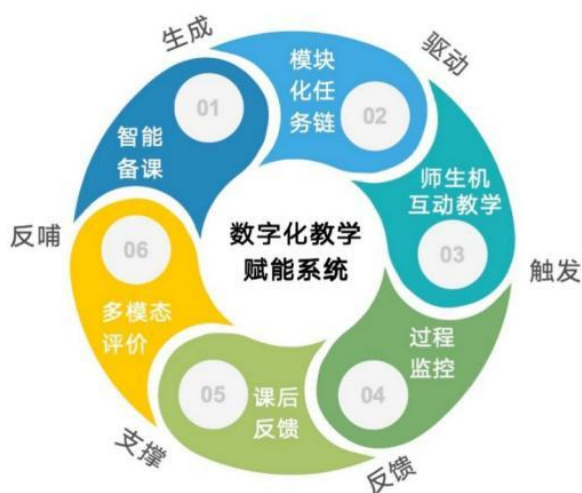 生成
驱动
01
智能
备课
模块
化任
务链
02
师生机
互动教学
03
触发
反哺
06
多模态
评价
数字化教学
赋能系统
过程
监控
04
05
课后
反馈
支撑
反馈